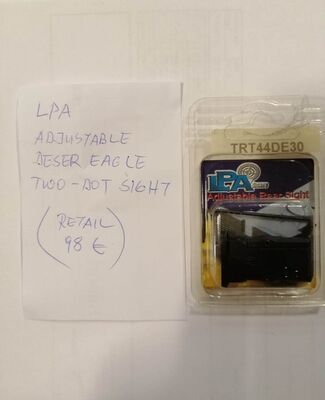 LPA
ADJUSTABLE
DESER EAGLE
TWO-DOT SIGHT
(RETAIL
98 €)
TRT44DE30
LPA
Adjustable Rear Sight